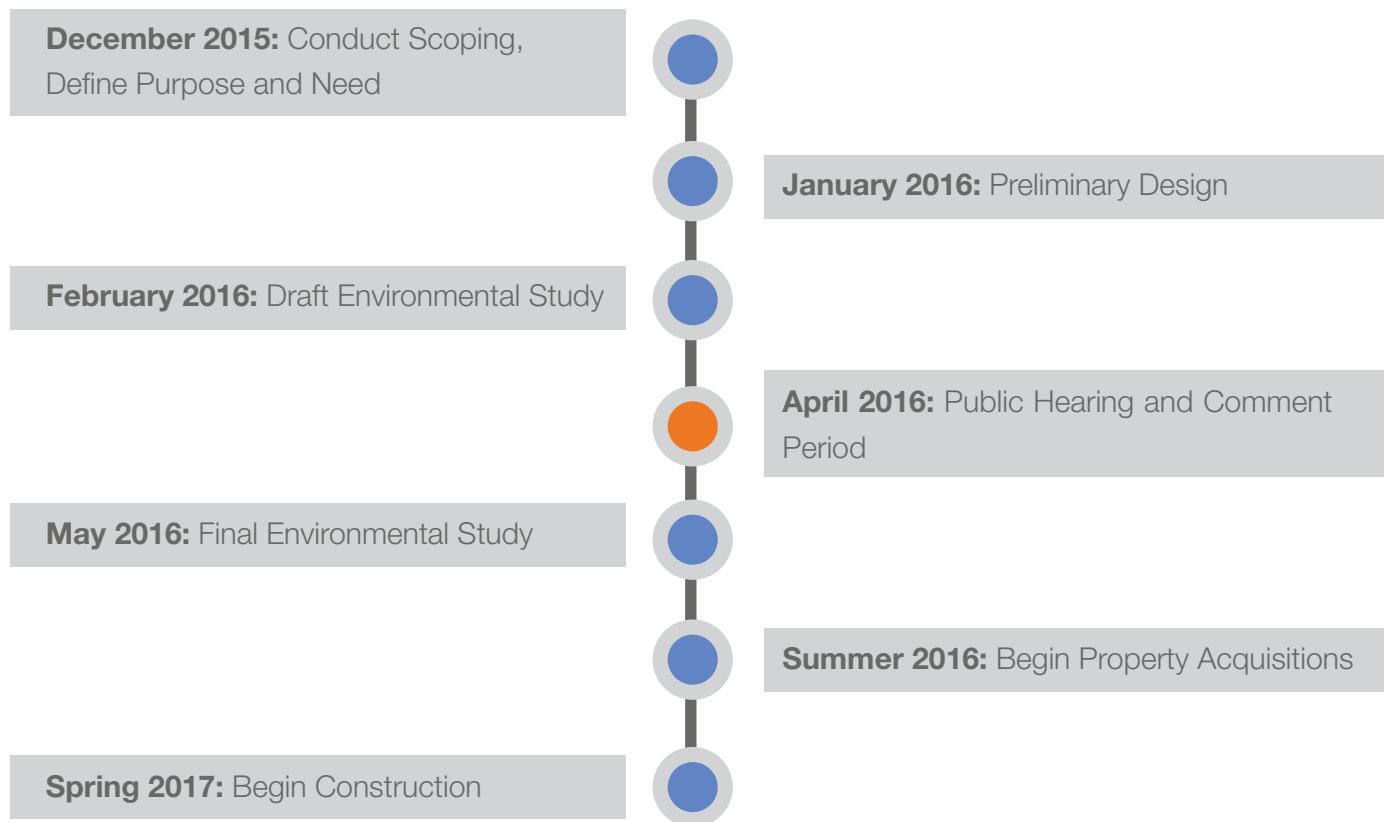 December 2015: Conduct Scoping,
Define Purpose and Need
January 2016: Preliminary Design
February 2016: Draft Environmental Study
April 2016: Public Hearing and Comment
Period
May 2016: Final Environmental Study
Summer 2016: Begin Property Acquisitions
Spring 2017: Begin Construction